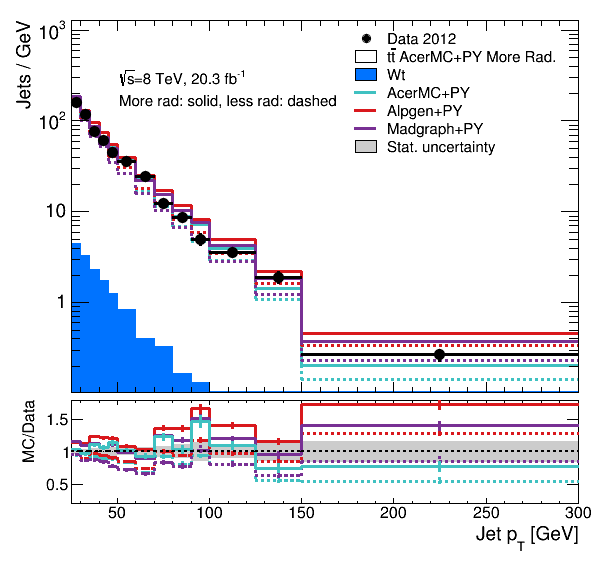 Jets / GeV
10³
10²
10
1
√s=8 TeV, 20.3 fb⁻¹
More rad: solid, less rad: dashed
Data 2012
tt̄ AcerMC+PY More Rad.
Wt
AcerMC+PY
Alpgen+PY
Madgraph+PY
Stat. uncertainty
MC/Data
1.5
1
0.5
50 100 150 200 250 300
Jet p_T [GeV]